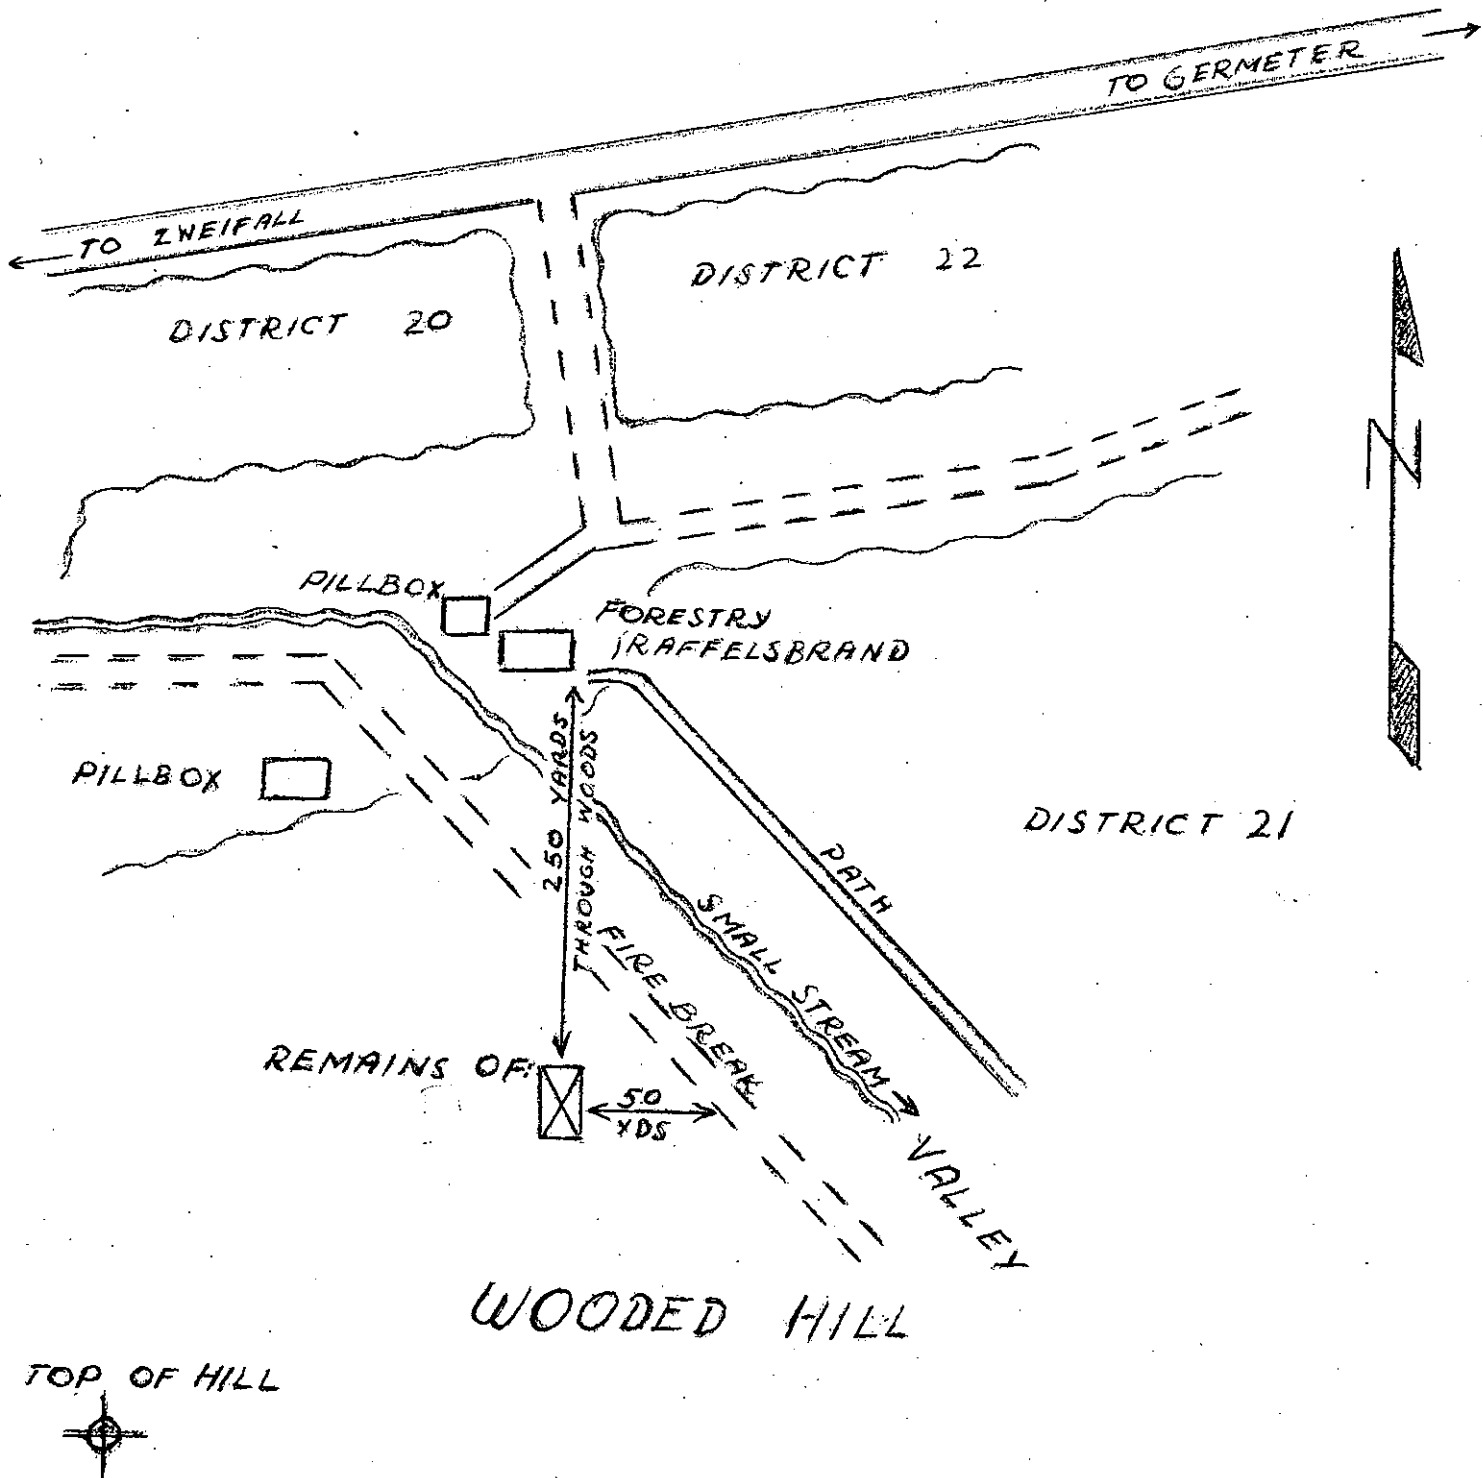 TO GERMETER
TO ZWEIFALL
DISTRICT 22
DISTRICT 20
N
PILLBOX
FORESTRY
RAFFELSBRAND
PILLBOX
250 YARDS
THROUGH WOODS
DISTRICT 21
PATH
SMALL STREAM
FIRE BREAK
REMAINS OF:
50
YDS
VALLEY
WOODED HILL
TOP OF HILL